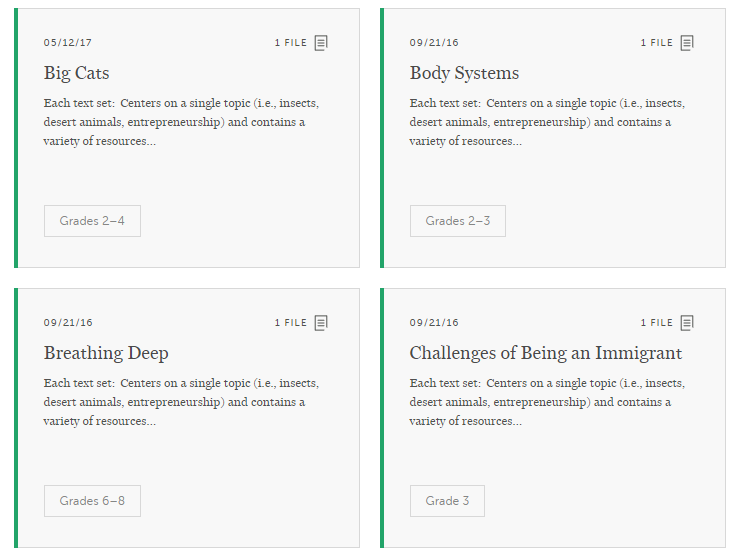 05/12/17
1 FILE
Big Cats
Each text set:  Centers on a single topic (i.e., insects,
desert animals, entrepreneurship) and contains a
variety of resources...
Grades 2–4
09/21/16
1 FILE
Body Systems
Each text set:  Centers on a single topic (i.e., insects,
desert animals, entrepreneurship) and contains a
variety of resources...
Grades 2–3
09/21/16
1 FILE
Breathing Deep
Each text set:  Centers on a single topic (i.e., insects,
desert animals, entrepreneurship) and contains a
variety of resources...
Grades 6–8
09/21/16
1 FILE
Challenges of Being an Immigrant
Each text set:  Centers on a single topic (i.e., insects,
desert animals, entrepreneurship) and contains a
variety of resources...
Grade 3